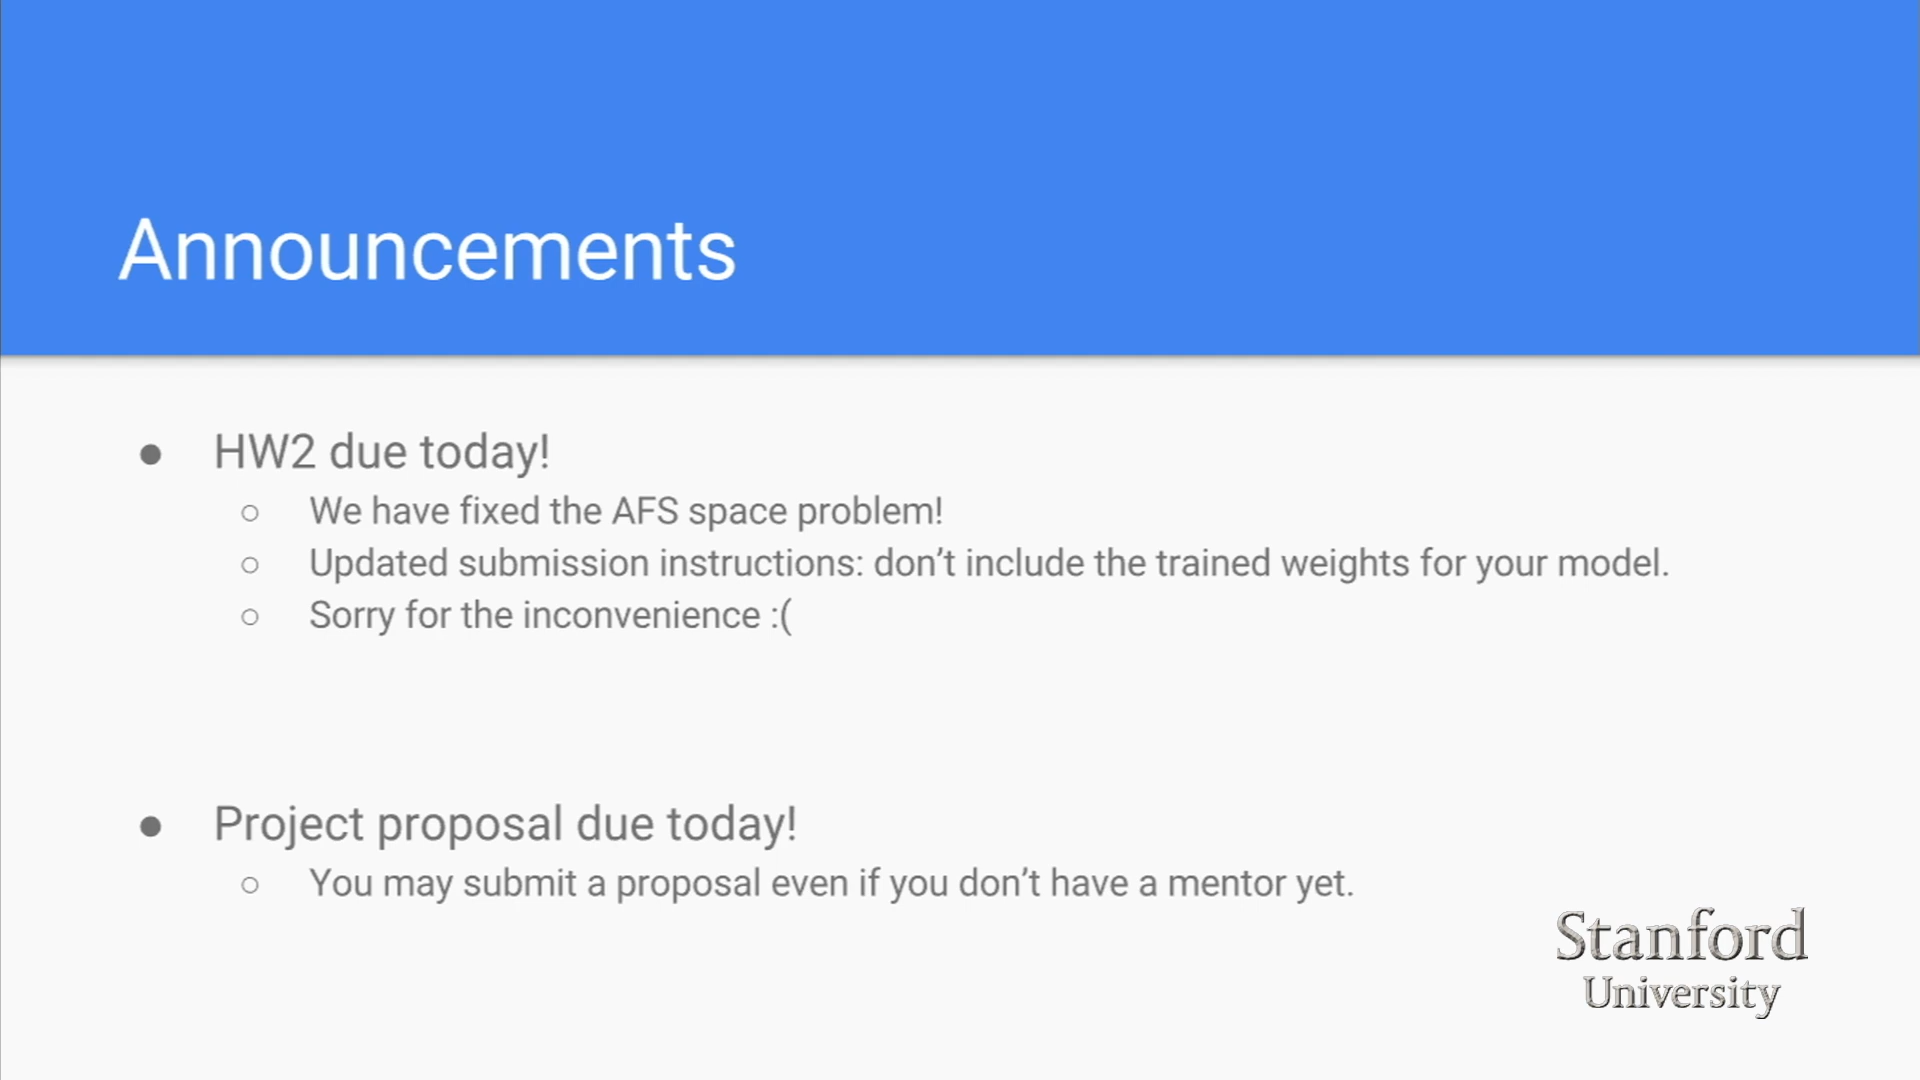 Announcements
● HW2 due today!
○ We have fixed the AFS space problem!
○ Updated submission instructions: don’t include the trained weights for your model.
○ Sorry for the inconvenience :(
● Project proposal due today!
○ You may submit a proposal even if you don’t have a mentor yet.
Stanford
University